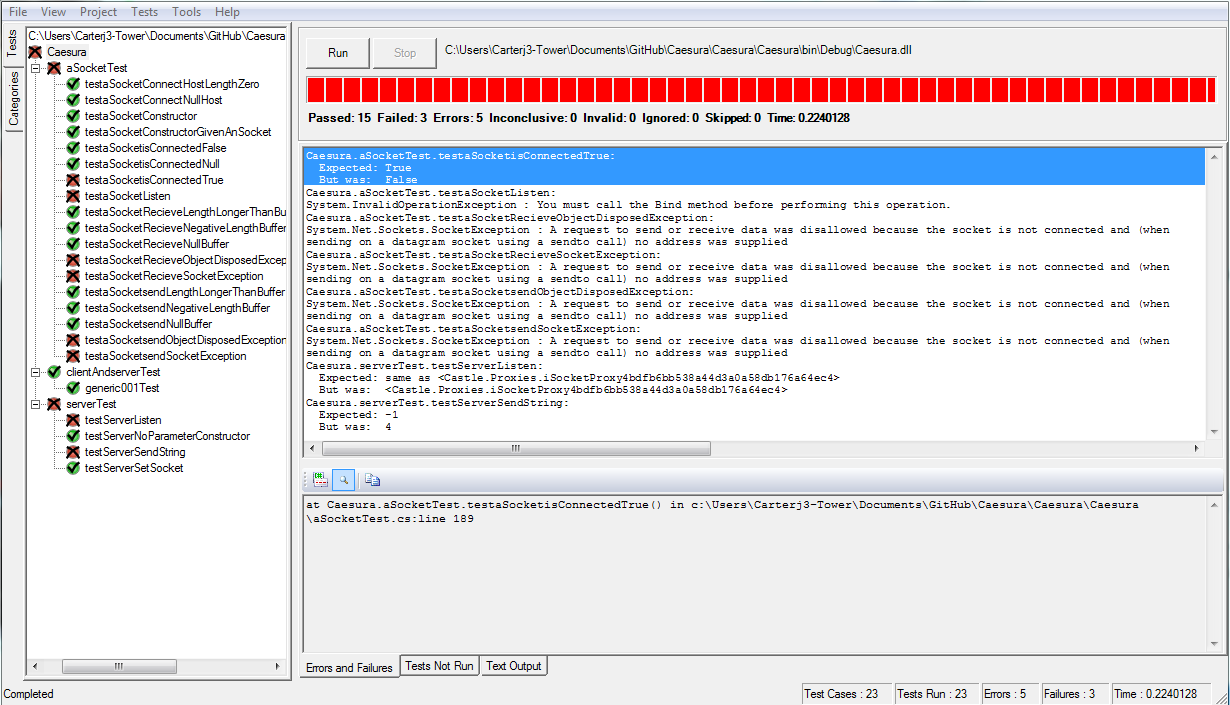 File View Project Tests Tools Help
Tests
Categories
C:\Users\Carterj3-Tower\Documents\GitHub\Caesura
Caesura
aSocketTest
testaSocketConnectHostLengthZero
testaSocketConnectNullHost
testaSocketConstructor
testaSocketConstructorGivenAnSocket
testaSocketisConnectedFalse
testaSocketisConnectedNull
testaSocketisConnectedTrue
testaSocketListen
testaSocketRecieveLengthLongerThanBu
testaSocketRecieveNegativeLengthBuffer
testaSocketRecieveNullBuffer
testaSocketRecieveObjectDisposedExcep
testaSocketRecieveSocketException
testaSocketsendLengthLongerThanBuffer
testaSocketsendNegativeLengthBuffer
testaSocketsendNullBuffer
testaSocketsendObjectDisposedException
testaSocketsendSocketException
clientAndserverTest
generic001Test
serverTest
testServerListen
testServerNoParameterConstructor
testServerSendString
testServerSetSocket
Run Stop C:\Users\Carterj3-Tower\Documents\GitHub\Caesura\Caesura\Caesura\bin\Debug\Caesura.dll
Passed: 15 Failed: 3 Errors: 5 Inconclusive: 0 Invalid: 0 Ignored: 0 Skipped: 0 Time: 0.2240128
Caesura.aSocketTest.testaSocketisConnectedTrue:
Expected: True
But was: False
Caesura.aSocketTest.testaSocketListen:
System.InvalidOperationException : You must call the Bind method before performing this operation.
Caesura.aSocketTest.testaSocketRecieveObjectDisposedException:
System.Net.Sockets.SocketException : A request to send or receive data was disallowed because the socket is not connected and (when
sending on a datagram socket using a sendto call) no address was supplied
Caesura.aSocketTest.testaSocketRecieveSocketException:
System.Net.Sockets.SocketException : A request to send or receive data was disallowed because the socket is not connected and (when
sending on a datagram socket using a sendto call) no address was supplied
Caesura.aSocketTest.testaSocketsendObjectDisposedException:
System.Net.Sockets.SocketException : A request to send or receive data was disallowed because the socket is not connected and (when
sending on a datagram socket using a sendto call) no address was supplied
Caesura.aSocketTest.testaSocketsendSocketException:
System.Net.Sockets.SocketException : A request to send or receive data was disallowed because the socket is not connected and (when
sending on a datagram socket using a sendto call) no address was supplied
Caesura.serverTest.testServerListen:
Expected: same as <Castle.Proxies.iSocketProxy4bdfb6bb538a44d3a0a58db176a64ec4>
But was: <Castle.Proxies.iSocketProxy4bdfb6bb538a44d3a0a58db176a64ec4>
Caesura.serverTest.testServerSendString:
Expected: -1
But was: 4
at Caesura.aSocketTest.testaSocketisConnectedTrue() in c:\Users\Carterj3-Tower\Documents\GitHub\Caesura\Caesura\Caesura
\aSocketTest.cs:line 189
Errors and Failures Tests Not Run Text Output
Completed Test Cases : 23 Tests Run : 23 Errors : 5 Failures : 3 Time : 0.2240128